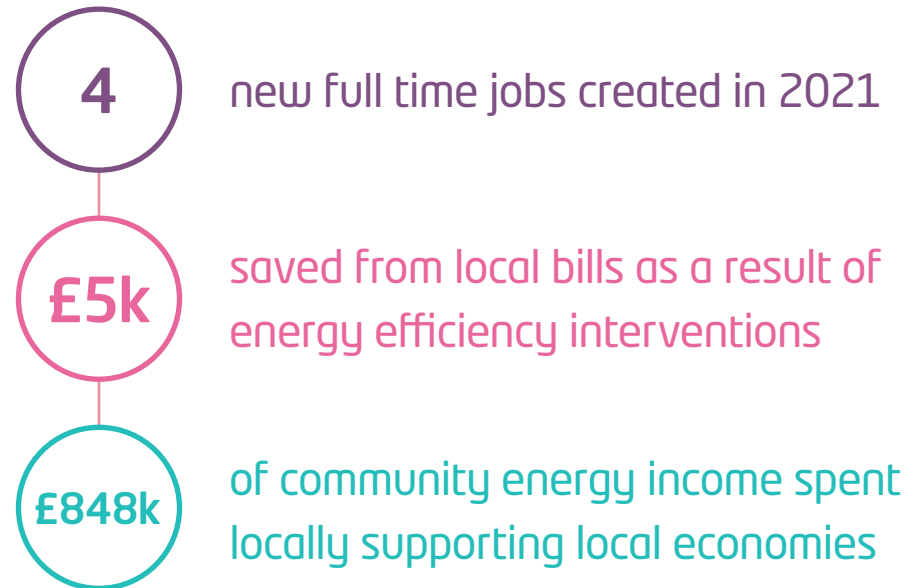 4
new full time jobs created in 2021
£5k
saved from local bills as a result of
energy efficiency interventions
£848k
of community energy income spent
locally supporting local economies